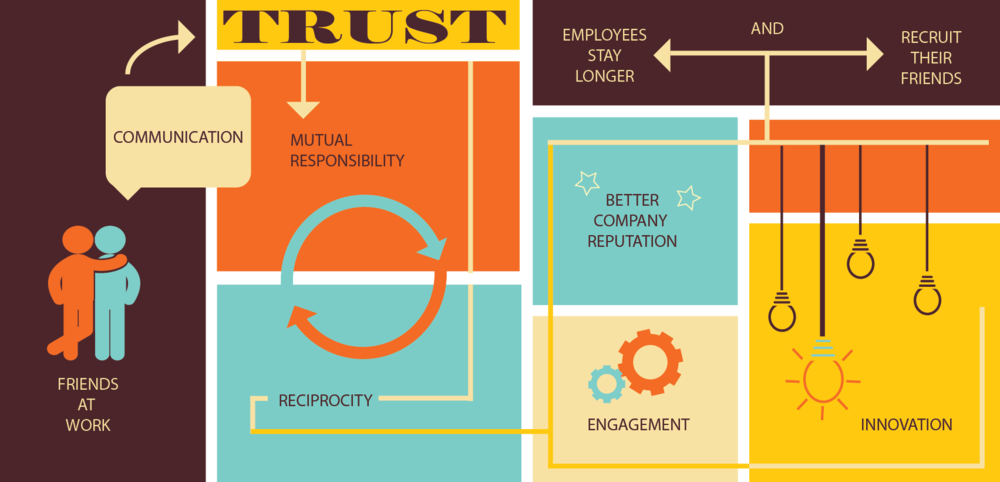 TRUST
COMMUNICATION
FRIENDS
AT
WORK
MUTUAL
RESPONSIBILITY
RECIPROCITY
EMPLOYEES
STAY
LONGER
AND
RECRUIT
THEIR
FRIENDS
BETTER
COMPANY
REPUTATION
ENGAGEMENT
INNOVATION